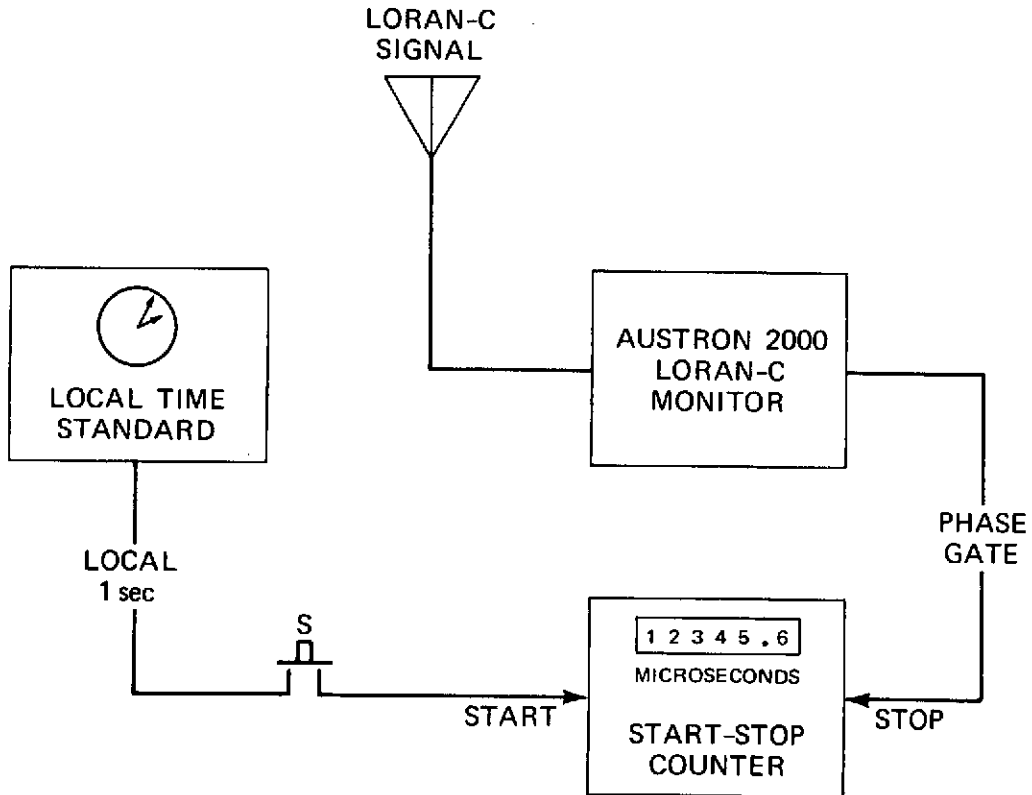 LORAN-C
SIGNAL
LOCAL TIME
STANDARD
AUSTRON 2000
LORAN-C
MONITOR
LOCAL
1 sec
PHASE
GATE
S
1 2 3 4 5 . 6
MICROSECONDS
START
STOP
START-STOP
COUNTER